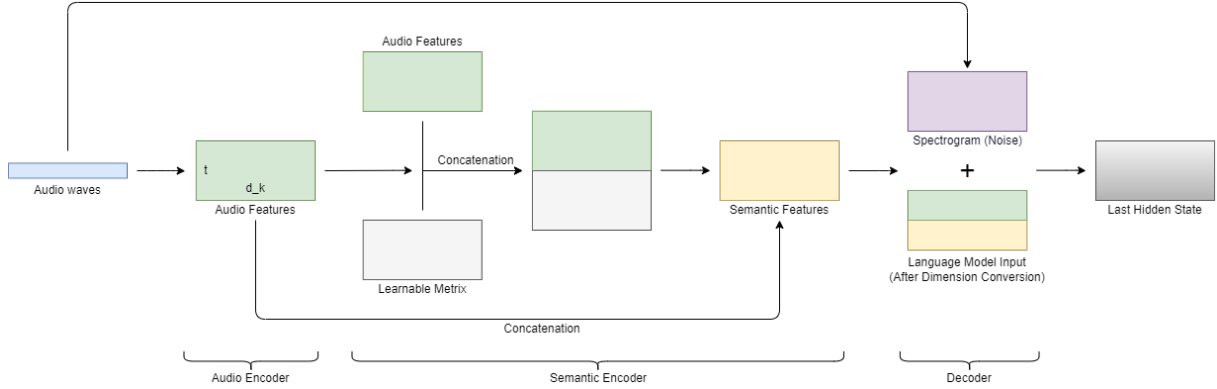 Audio Features
Concatenation
Audio waves
t
d_k
Audio Features
Learnable Metrix
Semantic Features
Spectrogram (Noise)
+
Language Model Input
(After Dimension Conversion)
Last Hidden State
Concatenation
Audio Encoder
Semantic Encoder
Decoder